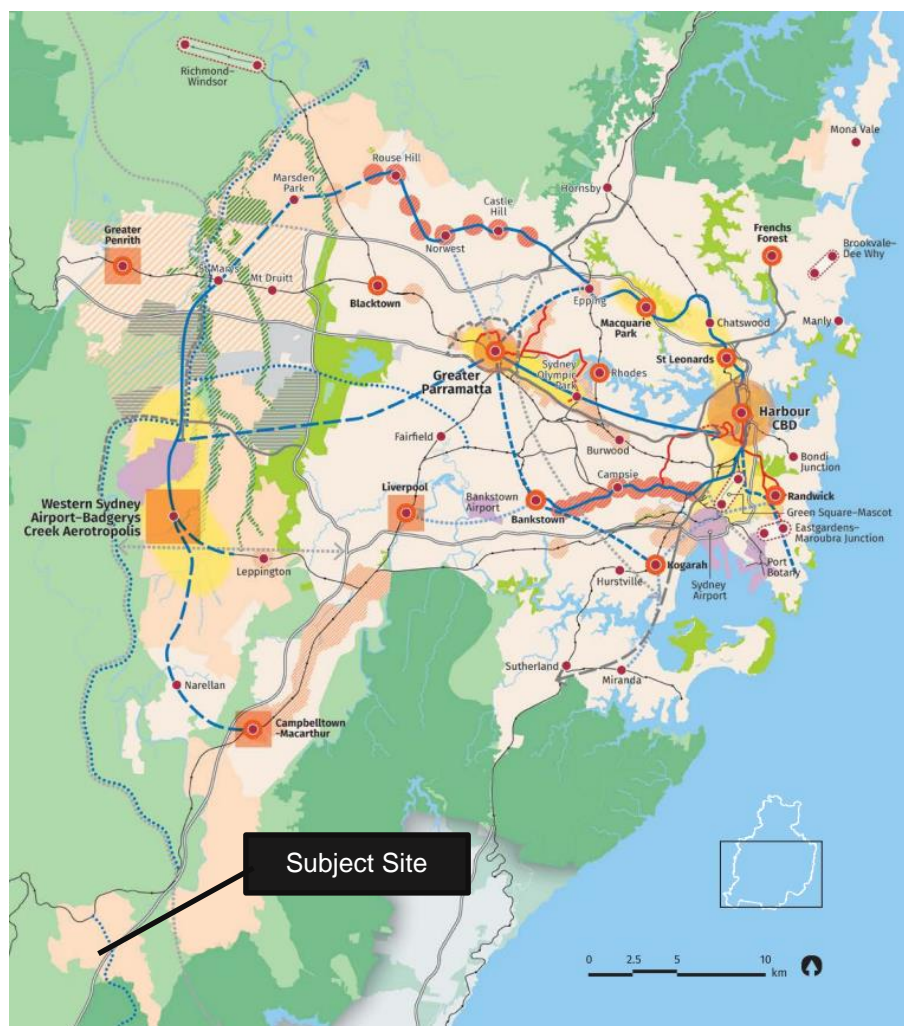 Richmond–
Windsor
Mona Vale
Rouse Hill
Marsden
Park
Hornsby
Castle
Hill
Frenchs
Forest
Norwest
Greater
Penrith
Brookvale–
Dee Why
St Marys
Mt Druitt
Blacktown
Epping
Macquarie
Park
Chatswood
Manly
St Leonards
Greater
Parramatta
Sydney
Olympic
Park
Rhodes
Harbour
CBD
Fairfield
Burwood
Bondi
Junction
Liverpool
Campsie
Western Sydney
Airport–Badgerys
Creek Aerotropolis
Bankstown
Airport
Bankstown
Randwick
Green Square–Mascot
Eastgardens–
Maroubra Junction
Leppington
Kogarah
Port
Botany
Hurstville
Sydney
Airport
Sutherland
Miranda
Narellan
Campbelltown
–Macarthur
Subject Site
0 2.5 5 10
km